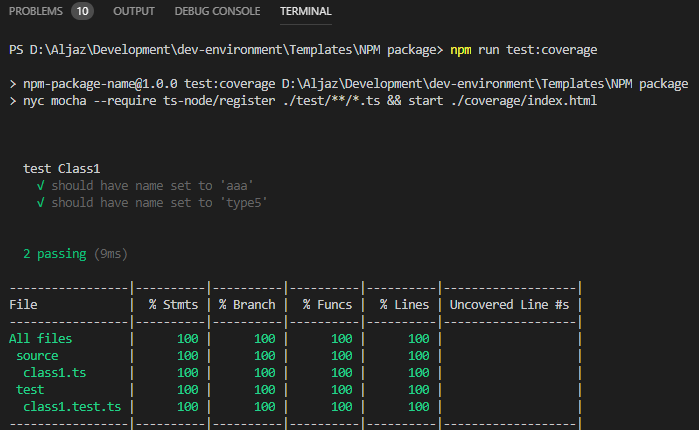 PROBLEMS 10 OUTPUT DEBUG CONSOLE TERMINAL
PS D:\Aljaz\Development\dev-environment\Templates\NPM package> npm run test:coverage
> npm-package-name@1.0.0 test:coverage D:\Aljaz\Development\dev-environment\Templates\NPM package
> nyc mocha --require ts-node/register ./test/**/*.ts && start ./coverage/index.html
test Class1
√ should have name set to 'aaa'
√ should have name set to 'type5'
2 passing (9ms)
----------------|----------|----------|----------|----------|-------------------|
File            |  % Stmts | % Branch |  % Funcs |  % Lines | Uncovered Line #s |
----------------|----------|----------|----------|----------|-------------------|
All files       |      100 |      100 |      100 |      100 |                   |
 source         |      100 |      100 |      100 |      100 |                   |
  class1.ts     |      100 |      100 |      100 |      100 |                   |
 test           |      100 |      100 |      100 |      100 |                   |
  class1.test.ts |      100 |      100 |      100 |      100 |                   |
----------------|----------|----------|----------|----------|-------------------|